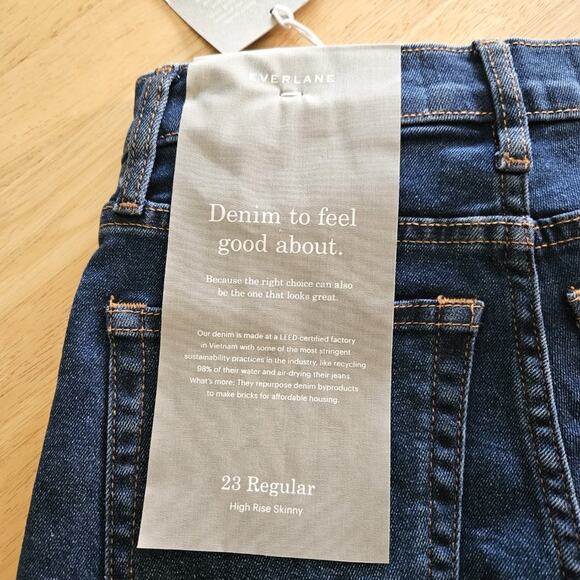 EVERLANE
Denim to feel
good about.
Because the right choice can also
be the one that looks great.
Our denim is made at a LEED-certified factory
in Vietnam with some of the most stringent
sustainability practices in the industry, like recycling
98% of their water and air-drying their jeans.
What's more: They repurpose denim byproducts
to make bricks for affordable housing.
23 Regular
High Rise Skinny